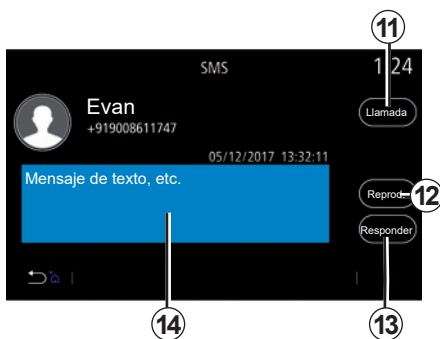 11
SMS
1 24
Evan
+919008611747
Llamada
05/12/2017 13:32:11
Mensaje de texto, etc.
Reprod.
12
Responder
14
13